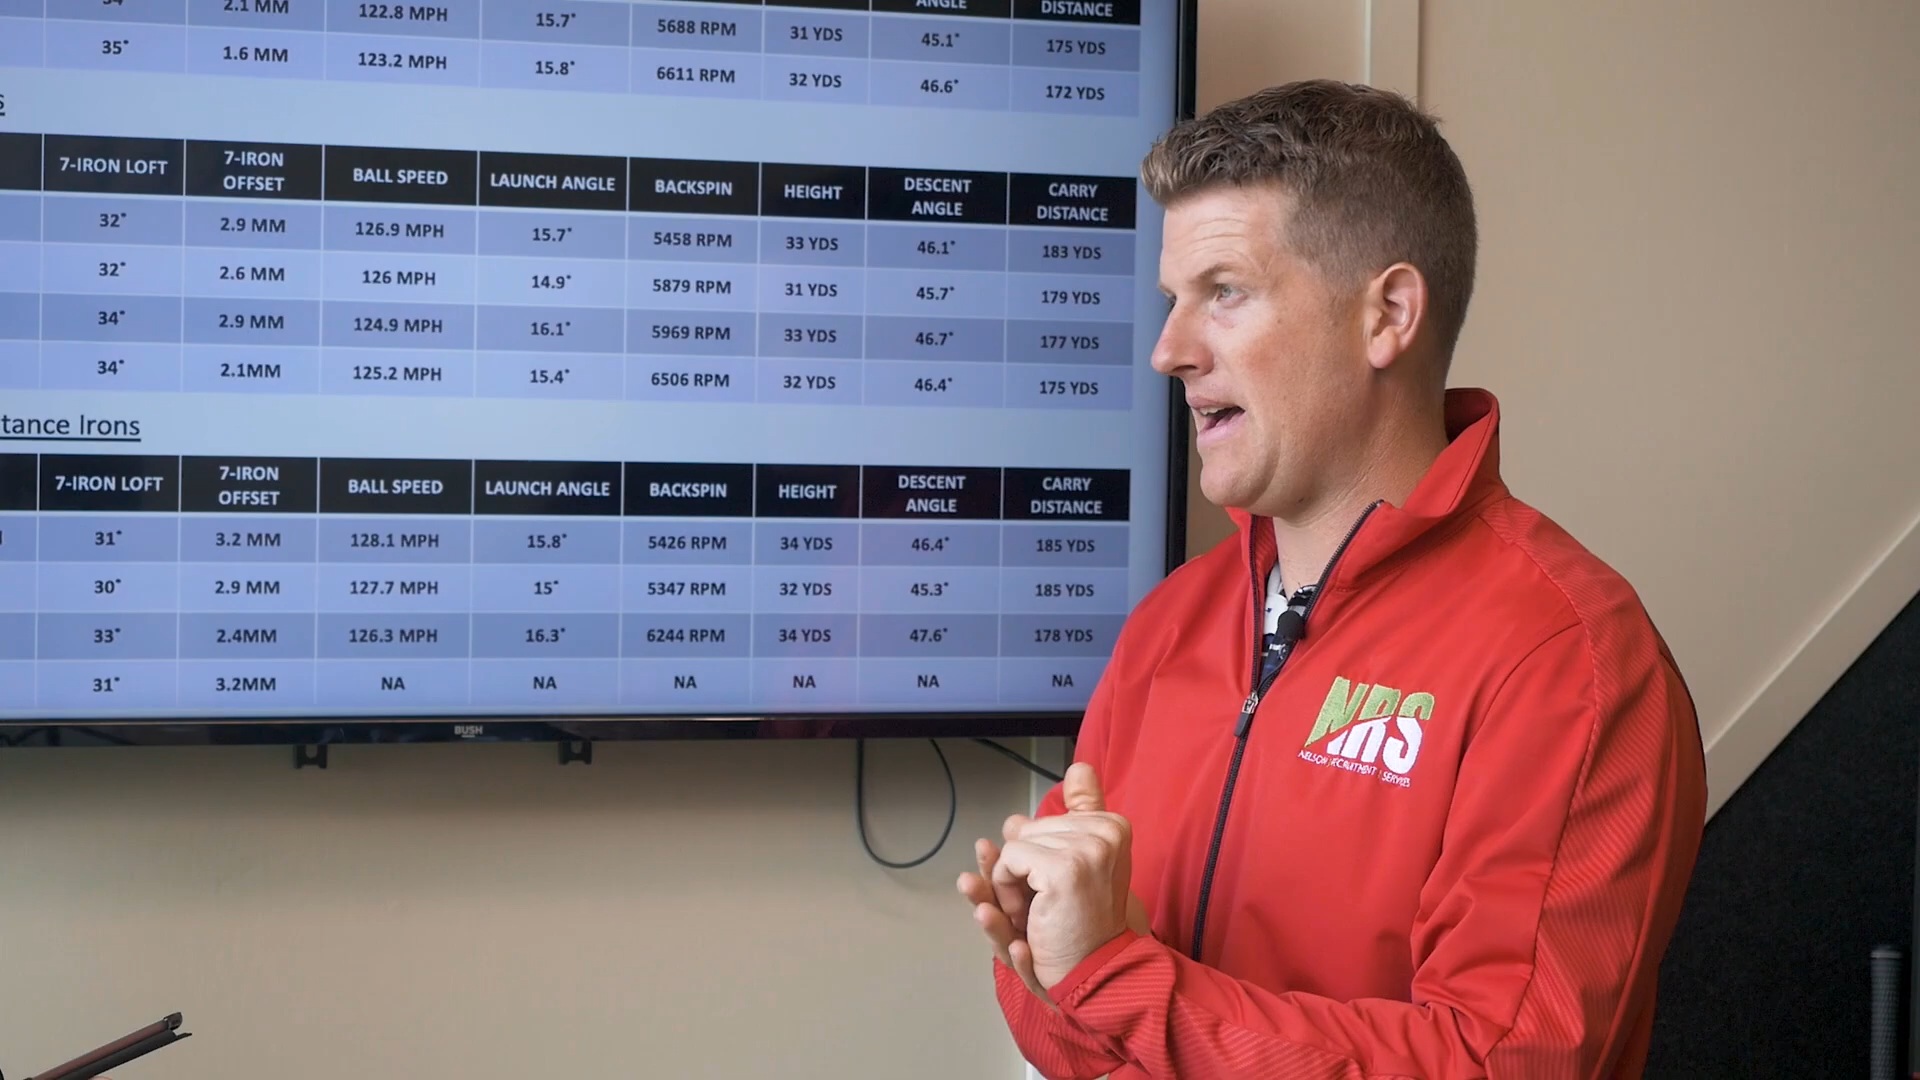 2.1 MM 122.8 MPH 15.7° 5688 RPM 31 YDS 45.1° 175 YDS
ANGLE DISTANCE
35° 1.6 MM 123.2 MPH 15.8° 6611 RPM 32 YDS 46.6° 172 YDS
s
7-IRON LOFT 7-IRON OFFSET BALL SPEED LAUNCH ANGLE BACKSPIN HEIGHT DESCENT ANGLE CARRY DISTANCE
32° 2.9 MM 126.9 MPH 15.7° 5458 RPM 33 YDS 46.1° 183 YDS
32° 2.6 MM 126 MPH 14.9° 5879 RPM 31 YDS 45.7° 179 YDS
34° 2.9 MM 124.9 MPH 16.1° 5969 RPM 33 YDS 46.7° 177 YDS
34° 2.1MM 125.2 MPH 15.4° 6506 RPM 32 YDS 46.4° 175 YDS
tance Irons
7-IRON LOFT 7-IRON OFFSET BALL SPEED LAUNCH ANGLE BACKSPIN HEIGHT DESCENT ANGLE CARRY DISTANCE
31° 3.2 MM 128.1 MPH 15.8° 5426 RPM 34 YDS 46.4° 185 YDS
30° 2.9 MM 127.7 MPH 15° 5347 RPM 32 YDS 45.3° 185 YDS
33° 2.4MM 126.3 MPH 16.3° 6244 RPM 34 YDS 47.6° 178 YDS
31° 3.2MM NA NA NA NA NA NA
BUSH
NRS
NELSON RECRUITMENT SERVICES